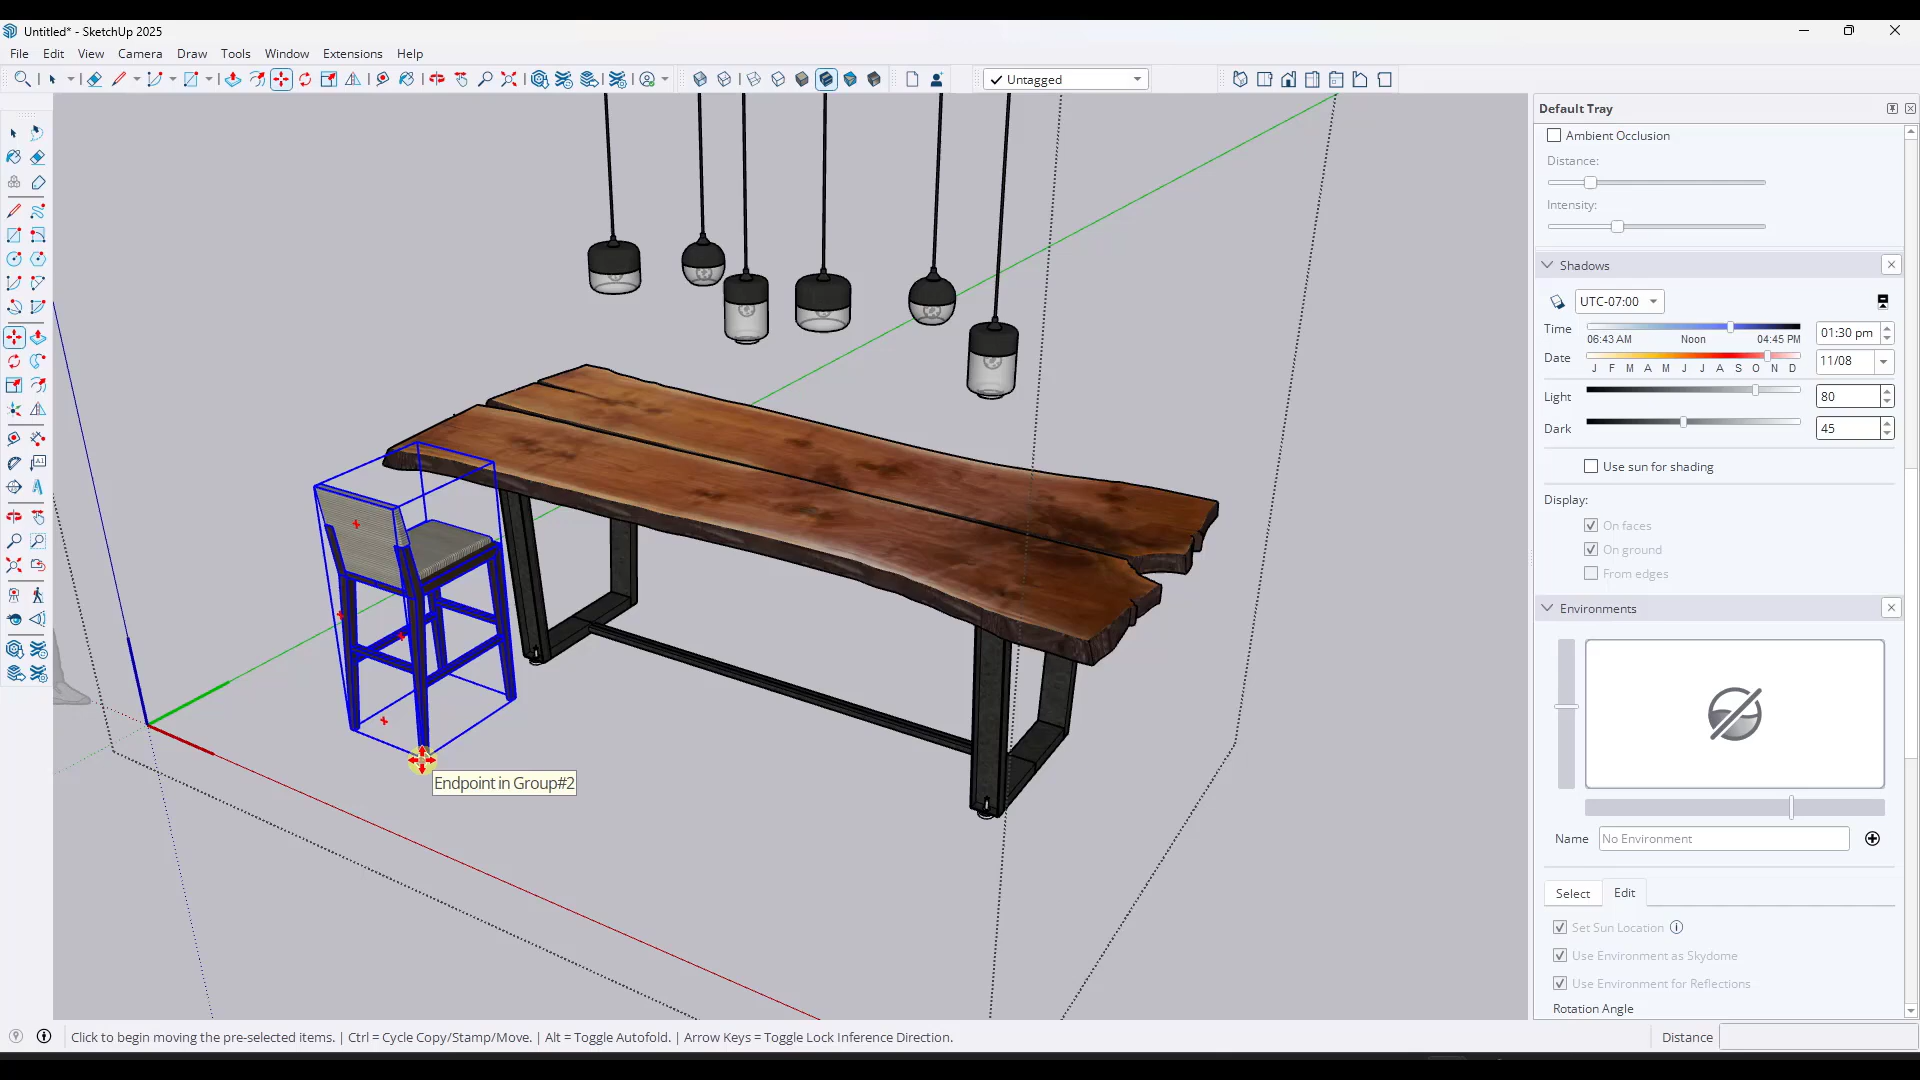 Untitled* - SketchUp 2025
File Edit View Camera Draw Tools Window Extensions Help
Untagged
Default Tray
Ambient Occlusion
Distance:
Intensity:
Shadows
UTC-07:00
Time 01:30 pm
06:43 AM Noon 04:45 PM
Date 11/08
J F M A M J J A S O N D
Light 80
Dark 45
Use sun for shading
Display:
On faces
On ground
From edges
Environments
Name No Environment
Select Edit
Set Sun Location
Use Environment as Skydome
Use Environment for Reflections
Rotation Angle
Endpoint in Group#2
Click to begin moving the pre-selected items. | Ctrl = Cycle Copy/Stamp/Move. | Alt = Toggle Autofold. | Arrow Keys = Toggle Lock Inference Direction.
Distance